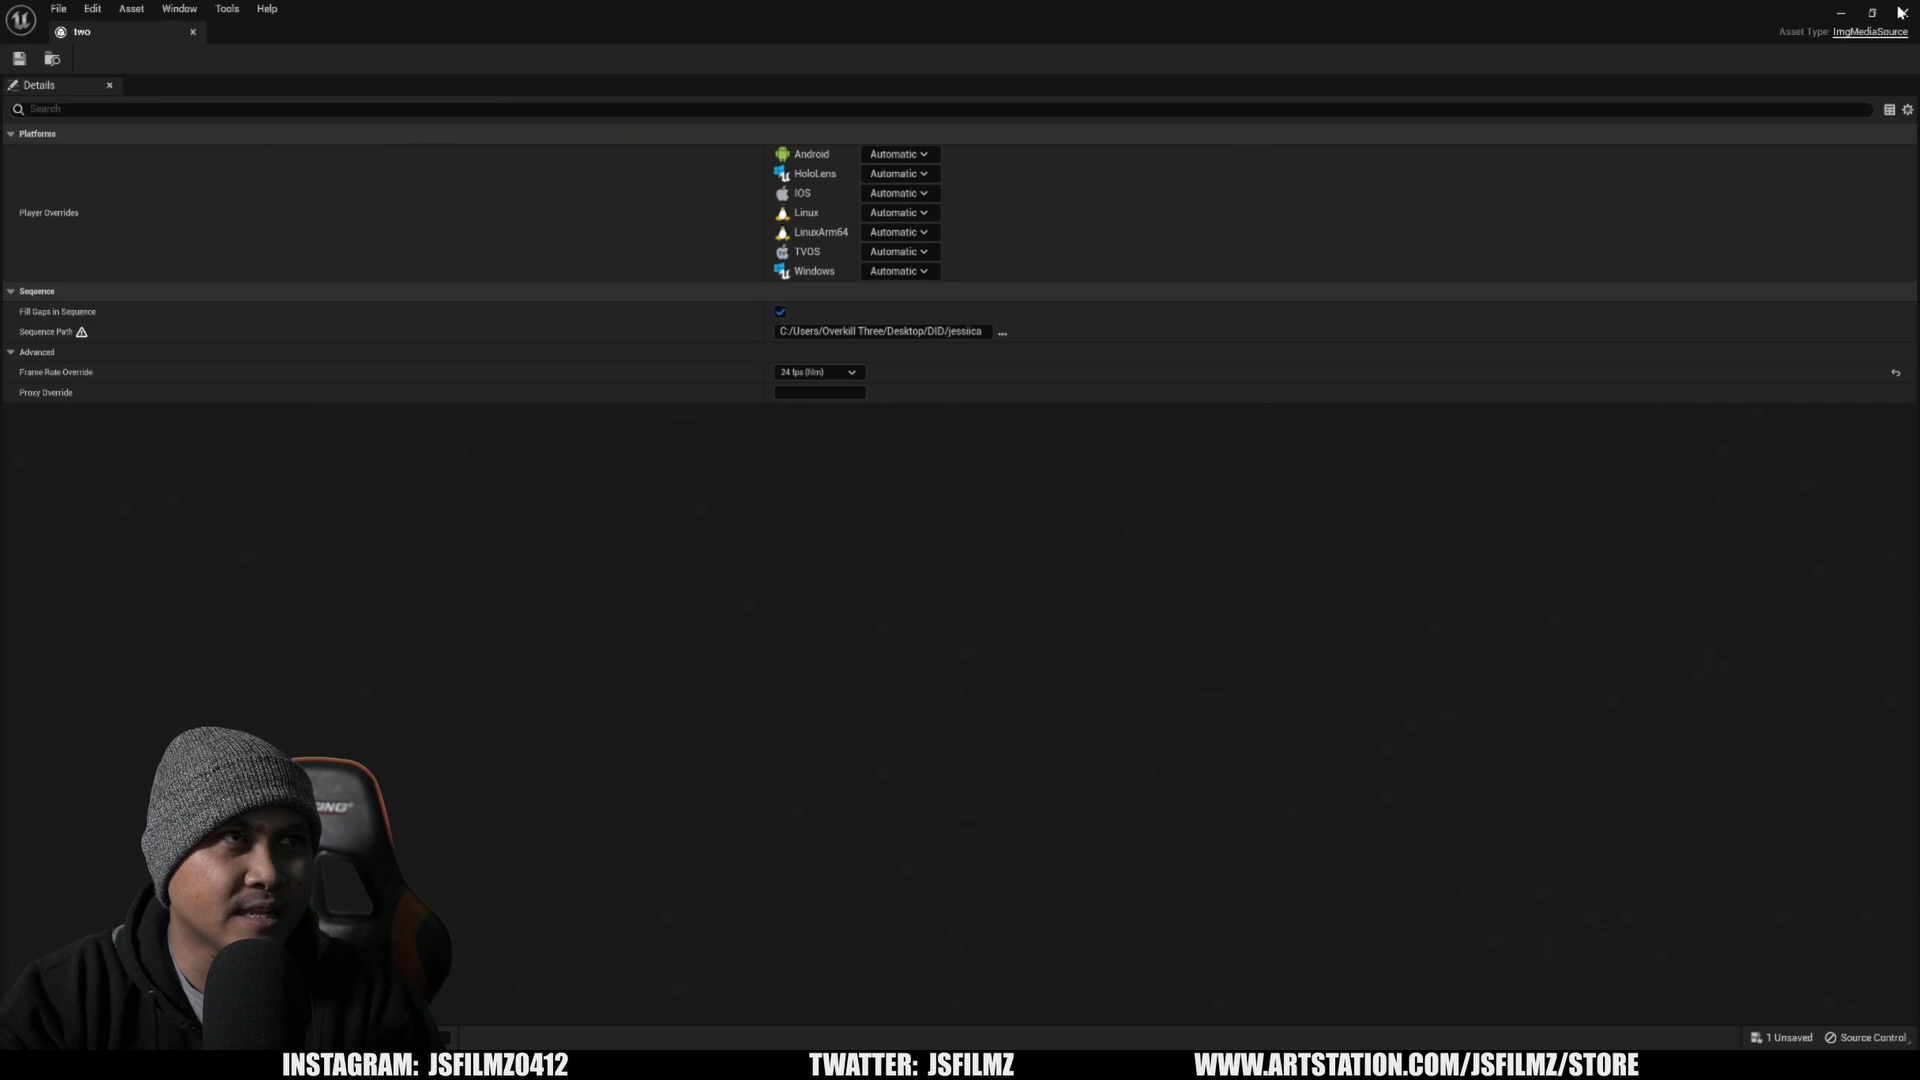 File Edit Asset Window Tools Help
two
Asset Type: ImgMediaSource
Details
Search
Platforms
Player Overrides
Android Automatic
HoloLens Automatic
IOS Automatic
Linux Automatic
LinuxArm64 Automatic
TVOS Automatic
Windows Automatic
Sequence
Fill Gaps in Sequence
Sequence Path C:/Users/Overkill Three/Desktop/DID/jessiica ...
Advanced
Frame Rate Override 24 fps (film)
Proxy Override
1 Unsaved Source Control
INSTAGRAM: JSFILMZ0412 TWATTER: JSFILMZ WWW.ARTSTATION.COM/JSFILMZ/STORE